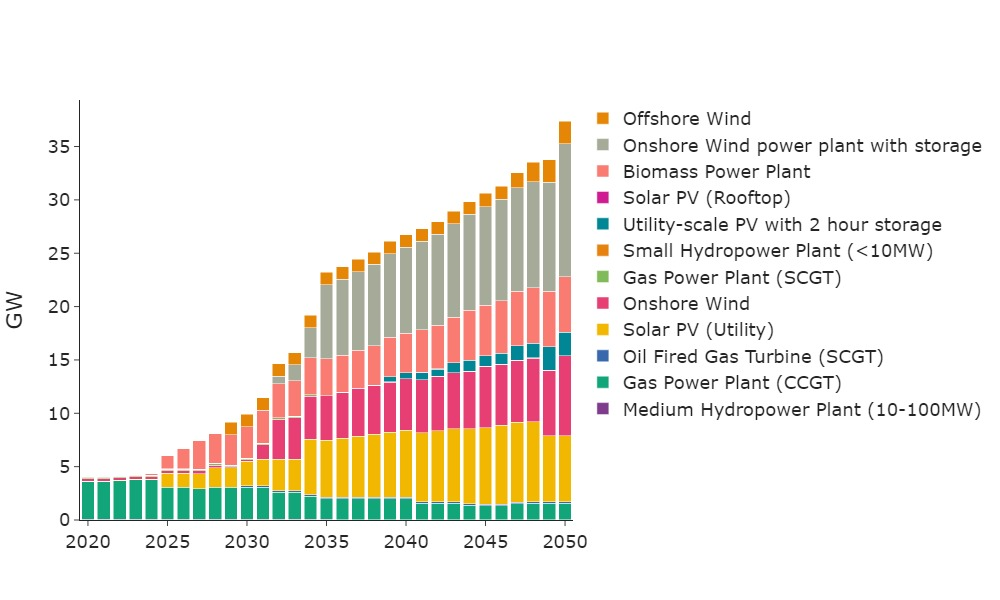 GW
35
30
25
20
15
10
5
0
2020 2025 2030 2035 2040 2045 2050
Offshore Wind
Onshore Wind power plant with storage
Biomass Power Plant
Solar PV (Rooftop)
Utility-scale PV with 2 hour storage
Small Hydropower Plant (<10MW)
Gas Power Plant (SCGT)
Onshore Wind
Solar PV (Utility)
Oil Fired Gas Turbine (SCGT)
Gas Power Plant (CCGT)
Medium Hydropower Plant (10-100MW)